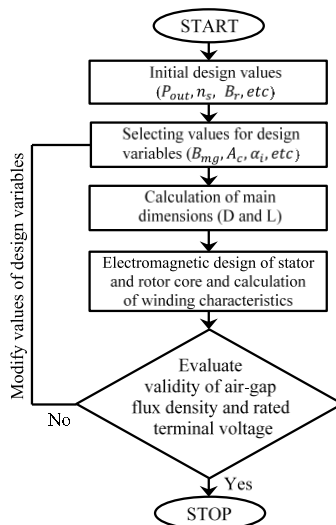 START
Initial design values
(P_out, n_s, B_r, etc)
Selecting values for design
variables (B_mg, A_c, α_i, etc)
Calculation of main
dimensions (D and L)
Electromagnetic design of stator
and rotor core and calculation
of winding characteristics
Modify values of design variables
Evaluate
validity of air-gap
flux density and rated
terminal voltage
No
Yes
STOP